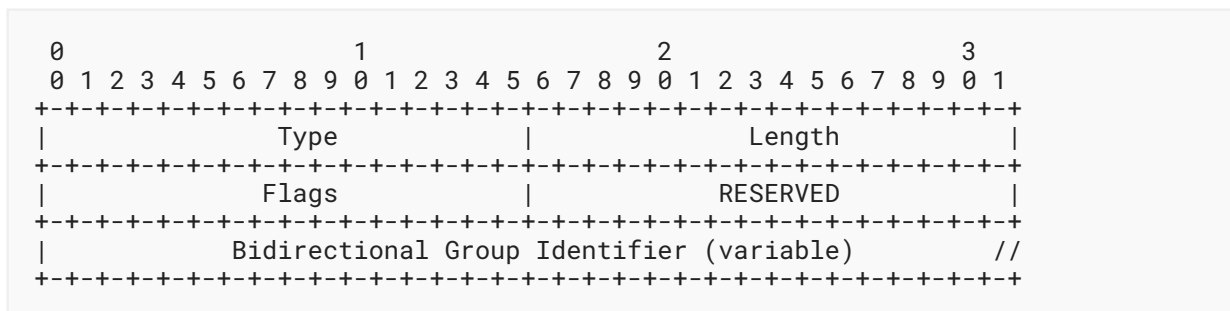 0                   1                   2                   3
 0 1 2 3 4 5 6 7 8 9 0 1 2 3 4 5 6 7 8 9 0 1 2 3 4 5 6 7 8 9 0 1
+-+-+-+-+-+-+-+-+-+-+-+-+-+-+-+-+-+-+-+-+-+-+-+-+-+-+-+-+-+-+-+-+
|               Type            |              Length           |
+-+-+-+-+-+-+-+-+-+-+-+-+-+-+-+-+-+-+-+-+-+-+-+-+-+-+-+-+-+-+-+-+
|              Flags            |            RESERVED           |
+-+-+-+-+-+-+-+-+-+-+-+-+-+-+-+-+-+-+-+-+-+-+-+-+-+-+-+-+-+-+-+-+
|            Bidirectional Group Identifier (variable)         //
+-+-+-+-+-+-+-+-+-+-+-+-+-+-+-+-+-+-+-+-+-+-+-+-+-+-+-+-+-+-+-+-+